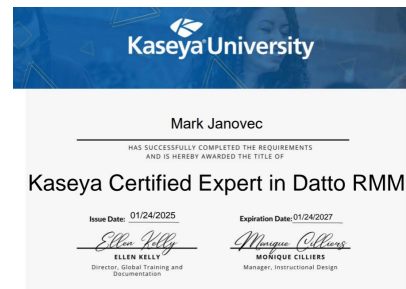 Kaseya University
Mark Janovec
HAS SUCCESSFULLY COMPLETED THE REQUIREMENTS
AND IS HEREBY AWARDED THE TITLE OF
Kaseya Certified Expert in Datto RMM
Issue Date: 01/24/2025 Expiration Date: 01/24/2027
Ellen Kelly Monique Cilliers
ELLEN KELLY MONIQUE CILLIERS
Director, Global Training and Manager, Instructional Design
Documentation